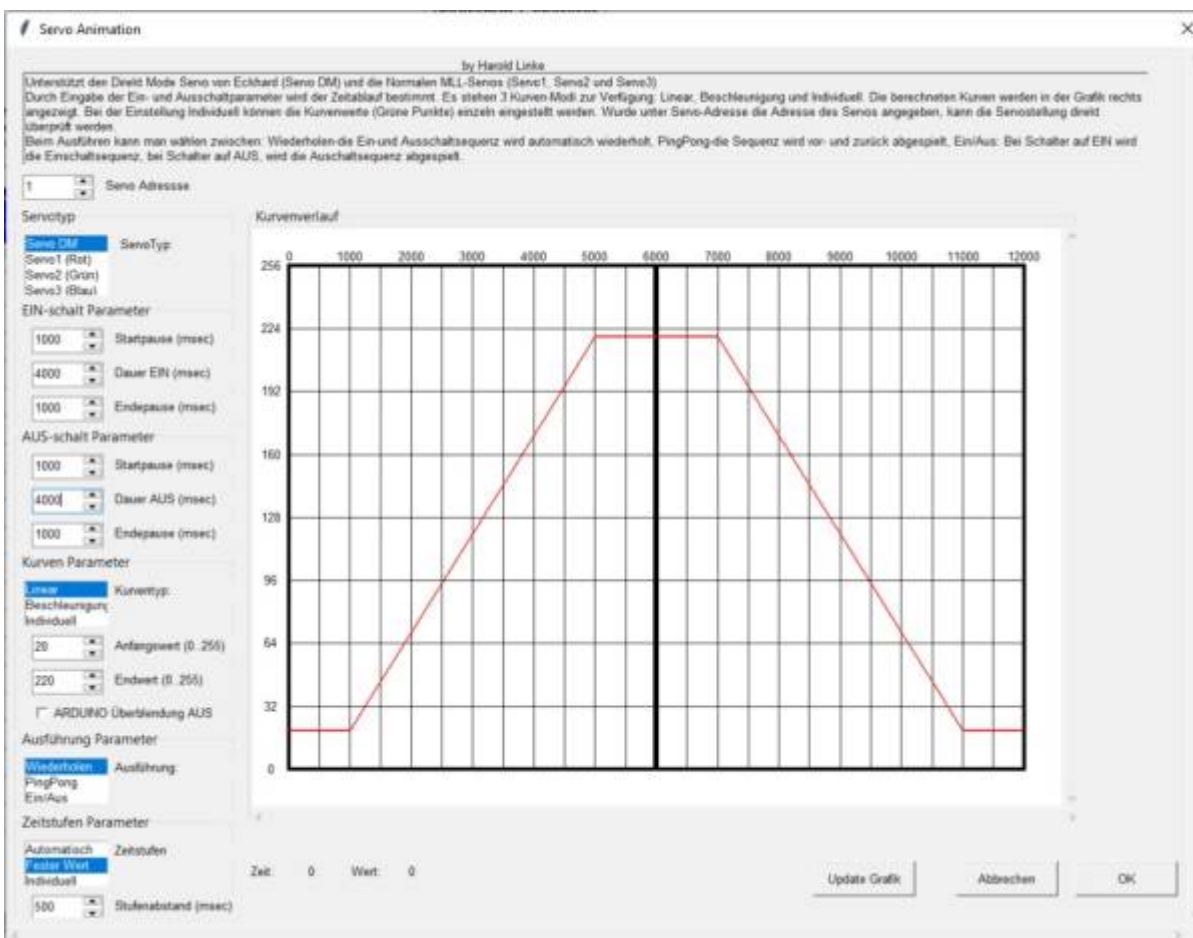 Servo Animation
by Harold Linke
Unterstützt den Direkt Mode Servo von Eckhard (Servo DM) und die Normalen MLL-Servos (Servo1, Servo2 und Servo3)
Durch Eingabe der Ein- und Ausschaltparameter wird der Zeitablauf bestimmt. Es stehen 3 Kurven-Modi zur Verfügung: Linear, Beschleunigung und Individuell. Die berechneten Kurven werden in der Grafik rechts
angezeigt. Bei der Einstellung Individuell können die Kurvenwerte (Grüne Punkte) einzeln eingestellt werden. Wurde unter Servo-Adresse die Adresse des Servos angegeben, kann die Servostellung direkt
überprüft werden.
Beim Ausführen kann man wählen zwischen: Wiederholen-die Ein-und Ausschaltsequenz wird automatisch wiederholt, PingPong-die Sequenz wird vor- und zurück abgespielt, Ein/Aus: Bei Schalter auf EIN wird
die Einschaltsequenz, bei Schalter auf AUS, wird die Auschaltsequenz abgespielt.
1 Servo Adressse
Servotyp
Servo DM ServoTyp:
Servo1 (Rot)
Servo2 (Grün)
Servo3 (Blau)
EIN-schalt Parameter
1000 Startpause (msec)
4000 Dauer EIN (msec)
1000 Endepause (msec)
AUS-schalt Parameter
1000 Startpause (msec)
4000 Dauer AUS (msec)
1000 Endepause (msec)
Kurven Parameter
Linear Kurventyp:
Beschleunigung
Individuell
20 Anfangswert (0..255)
220 Endwert (0..255)
ARDUINO Überblendung AUS
Ausführung Parameter
Wiederholen Ausführung:
PingPong
Ein/Aus
Zeitstufen Parameter
Automatisch Zeitstufen
Fester Wert
Individuell
500 Stufenabstand (msec)
Kurvenverlauf
0 1000 2000 3000 4000 5000 6000 7000 8000 9000 10000 11000 12000
256
224
192
160
128
96
64
32
0
Zeit: 0 Wert: 0
Update Grafik Abbrechen OK